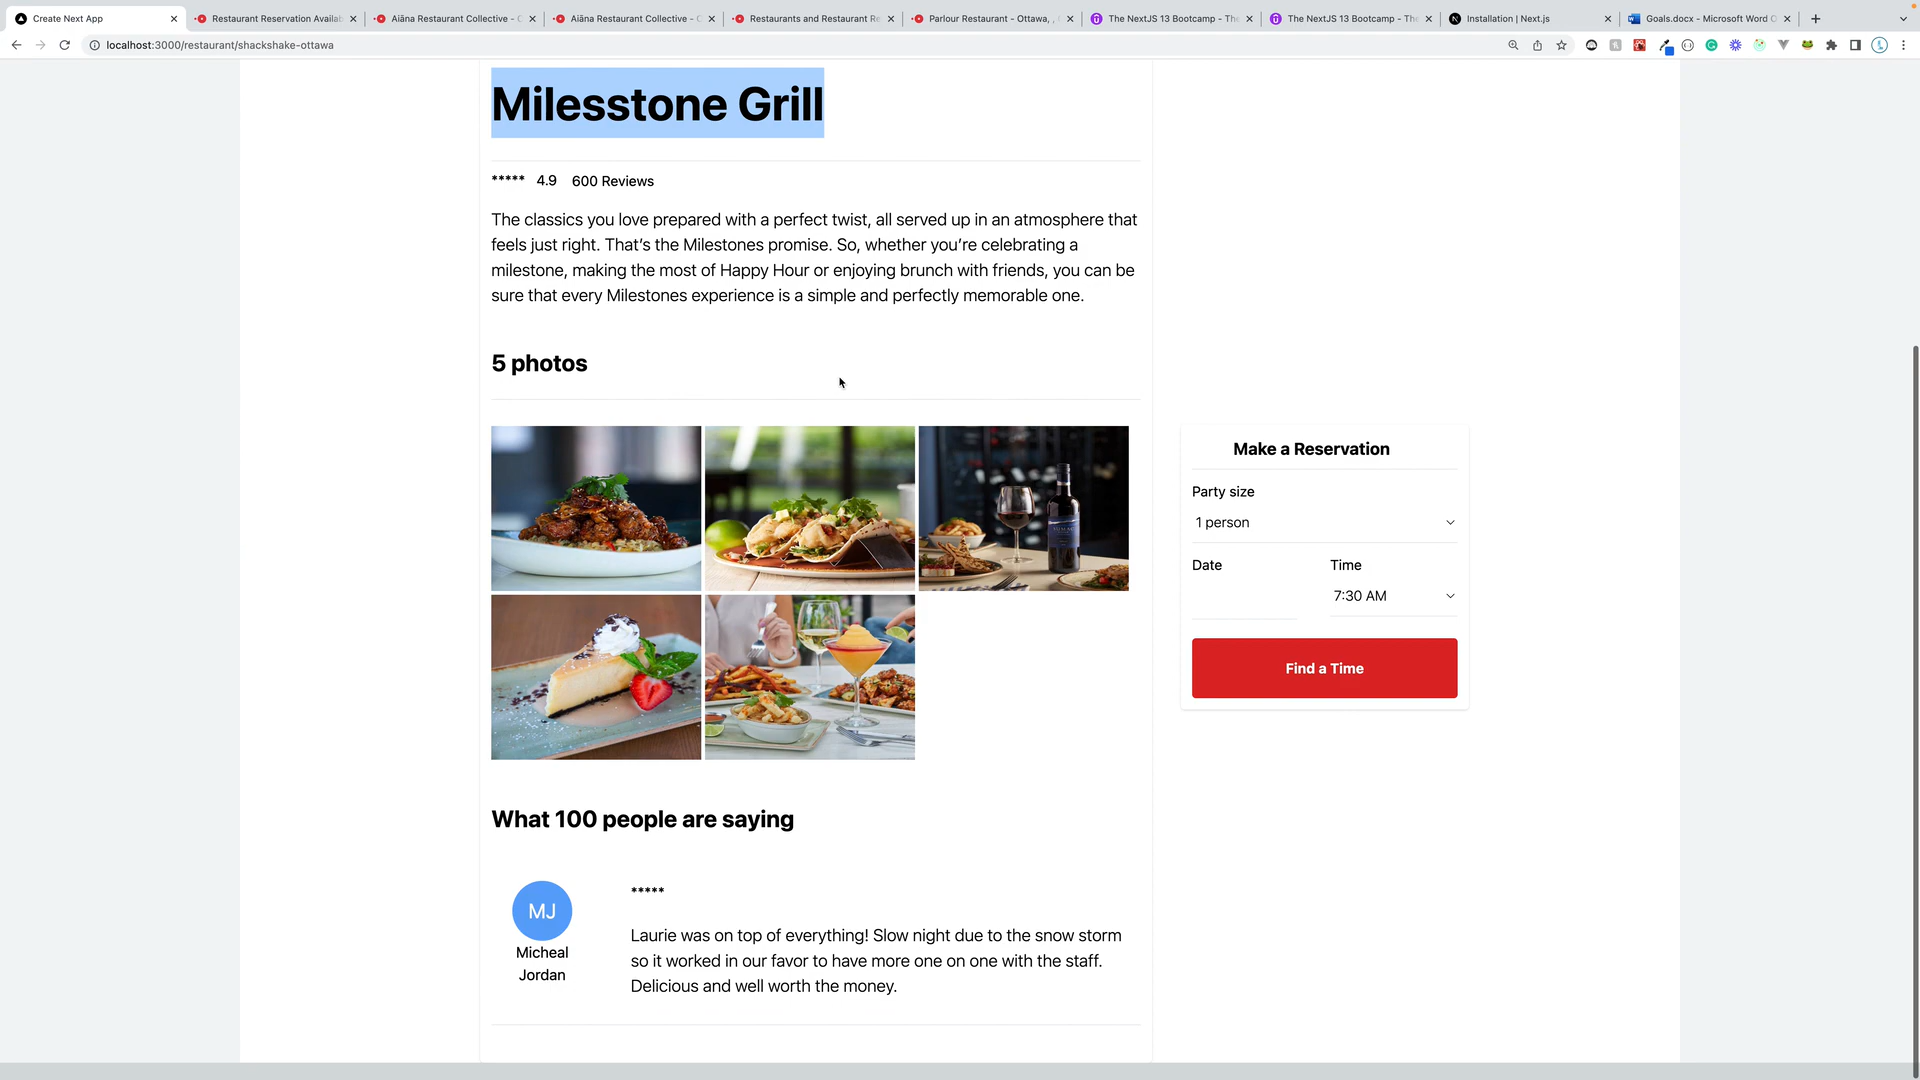 Create Next App
Restaurant Reservation Availab
Aiāna Restaurant Collective - C
Aiāna Restaurant Collective - C
Restaurants and Restaurant Re
Parlour Restaurant - Ottawa, ,
The NextJS 13 Bootcamp - The
The NextJS 13 Bootcamp - The
Installation | Next.js
Goals.docx - Microsoft Word O
localhost:3000/restaurant/shackshake-ottawa
Milesstone Grill
***** 4.9 600 Reviews
The classics you love prepared with a perfect twist, all served up in an atmosphere that
feels just right. That’s the Milestones promise. So, whether you’re celebrating a
milestone, making the most of Happy Hour or enjoying brunch with friends, you can be
sure that every Milestones experience is a simple and perfectly memorable one.
5 photos
Make a Reservation
Party size
1 person
Date Time
7:30 AM
Find a Time
What 100 people are saying
MJ
Micheal
Jordan
*****
Laurie was on top of everything! Slow night due to the snow storm
so it worked in our favor to have more one on one with the staff.
Delicious and well worth the money.